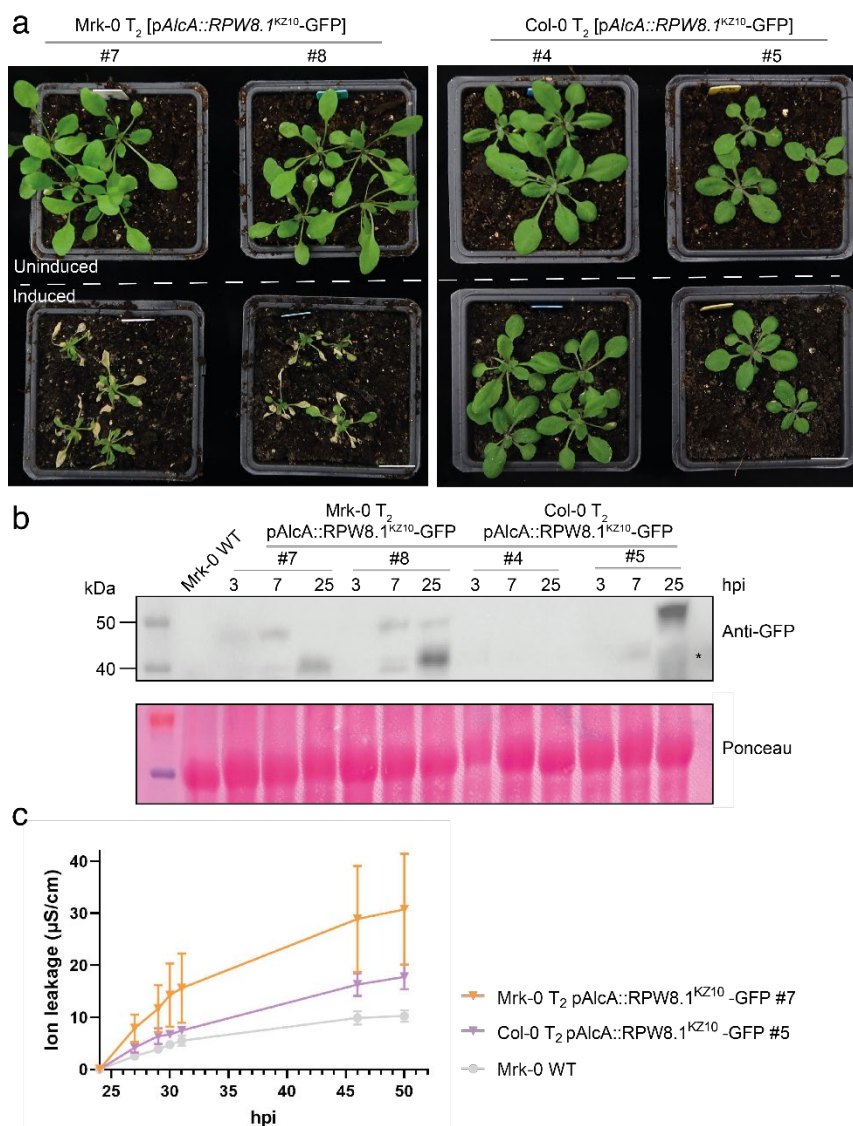 a
Mrk-0 T₂ [pAlcA::RPW8.1ᴷᶻ¹⁰-GFP]
Col-0 T₂ [pAlcA::RPW8.1ᴷᶻ¹⁰-GFP]
#7 #8 #4 #5
Uninduced
Induced
b
Mrk-0 T₂ Col-0 T₂
pAlcA::RPW8.1ᴷᶻ¹⁰-GFP pAlcA::RPW8.1ᴷᶻ¹⁰-GFP
Mrk-0 WT #7 #8 #4 #5
kDa 3 7 25 3 7 25 3 7 25 3 7 25 hpi
50
Anti-GFP
40
*
Ponceau
c
Ion leakage (µS/cm)
40
30
20
10
0
25 30 35 40 45 50
hpi
Mrk-0 T₂ pAlcA::RPW8.1ᴷᶻ¹⁰ -GFP #7
Col-0 T₂ pAlcA::RPW8.1ᴷᶻ¹⁰ -GFP #5
Mrk-0 WT